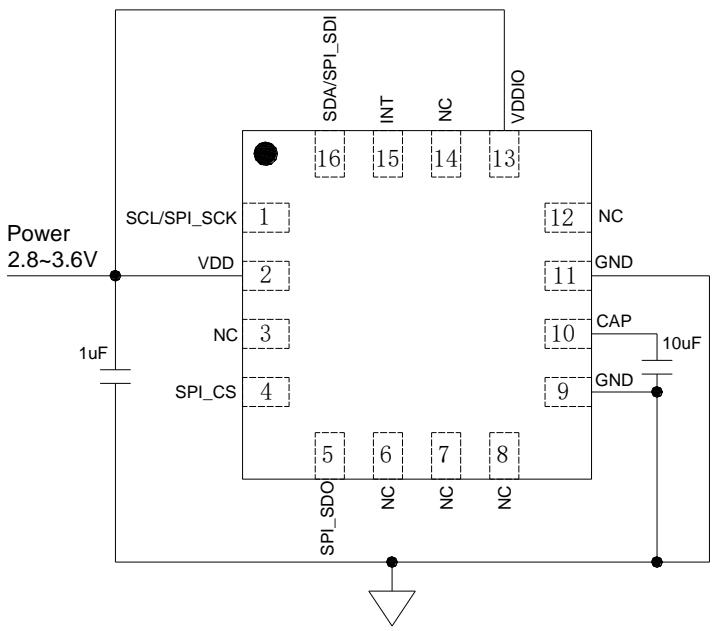 SDA/SPI_SDI
INT
NC
VDDIO
16
15
14
13
SCL/SPI_SCK
1
12
NC
Power
2.8~3.6V
VDD
2
11
GND
NC
3
10
CAP
1uF
10uF
SPI_CS
4
9
GND
5
6
7
8
SPI_SDO
NC
NC
NC